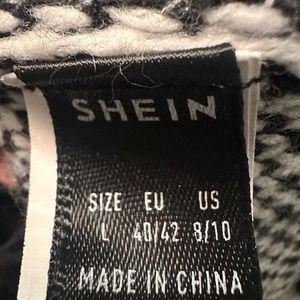 SHEIN
SIZE EU US
L 40/42 8/10
MADE IN CHINA